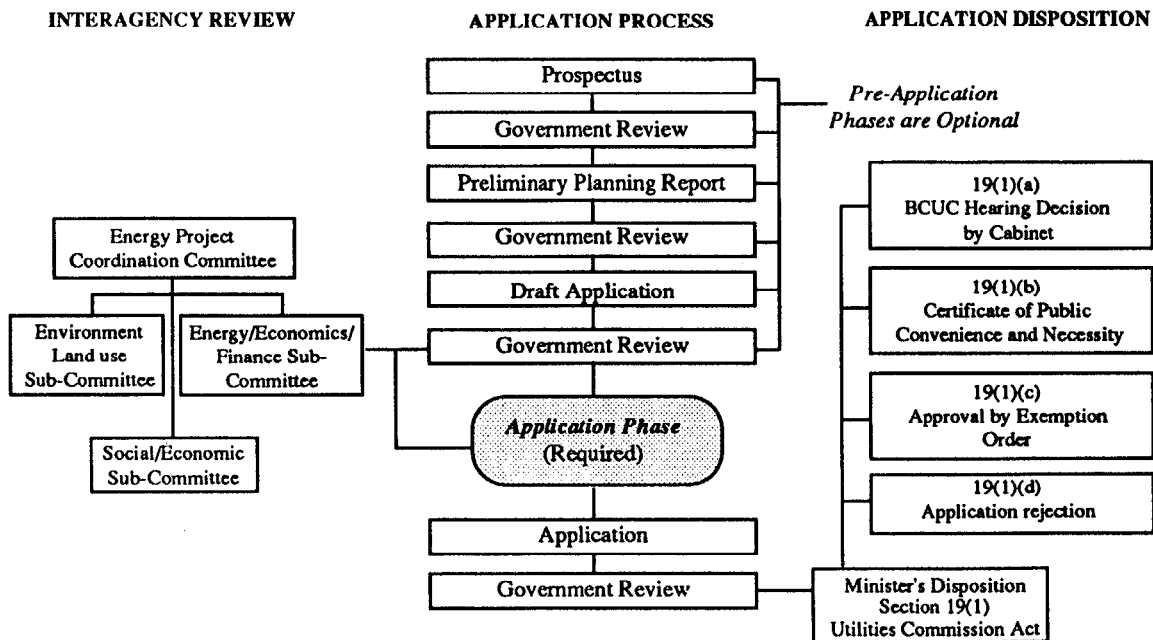 INTERAGENCY REVIEW
APPLICATION PROCESS
APPLICATION DISPOSITION
Prospectus
Government Review
Preliminary Planning Report
Government Review
Draft Application
Government Review
Pre-Application
Phases are Optional
Energy Project
Coordination Committee
Environment
Land use
Sub-Committee
Energy/Economics/
Finance Sub-
Committee
Social/Economic
Sub-Committee
Application Phase
(Required)
Application
Government Review
19(1)(a)
BCUC Hearing Decision
by Cabinet
19(1)(b)
Certificate of Public
Convenience and Necessity
19(1)(c)
Approval by Exemption
Order
19(1)(d)
Application rejection
Minister's Disposition
Section 19(1)
Utilities Commission Act